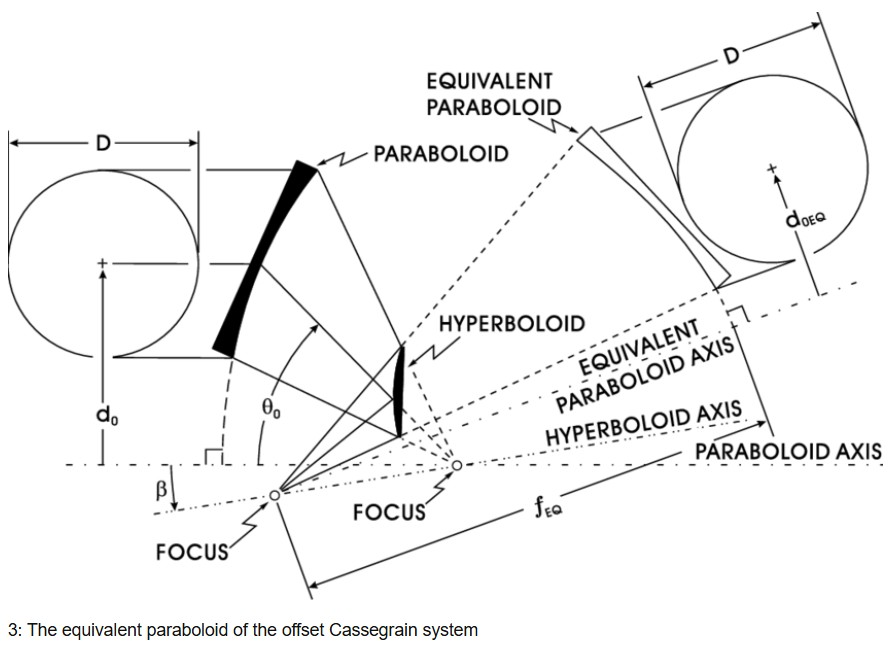 D
EQUIVALENT
PARABOLOID
D
PARABOLOID
d₀EQ
HYPERBOLOID
EQUIVALENT
PARABOLOID AXIS
θ₀
d₀
HYPERBOLOID AXIS
PARABOLOID AXIS
β
FOCUS
fEQ
FOCUS
3: The equivalent paraboloid of the offset Cassegrain system